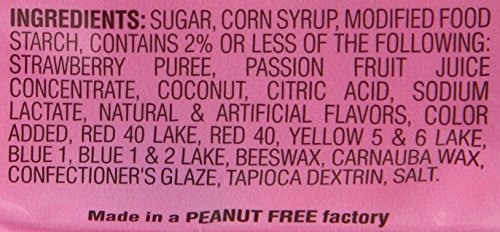 INGREDIENTS: SUGAR, CORN SYRUP, MODIFIED FOOD
STARCH, CONTAINS 2% OR LESS OF THE FOLLOWING:
STRAWBERRY PUREE, PASSION FRUIT JUICE
CONCENTRATE, COCONUT, CITRIC ACID, SODIUM
LACTATE, NATURAL & ARTIFICIAL FLAVORS, COLOR
ADDED, RED 40 LAKE, RED 40, YELLOW 5 & 6 LAKE,
BLUE 1, BLUE 1 & 2 LAKE, BEESWAX, CARNAUBA WAX,
CONFECTIONER'S GLAZE, TAPIOCA DEXTRIN, SALT.
Made in a PEANUT FREE factory